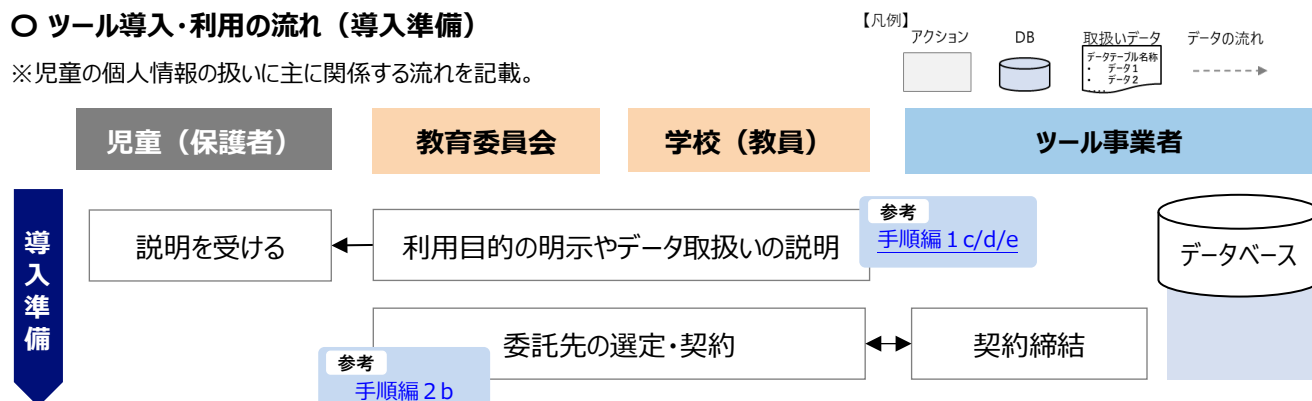 〇 ツール導入･利用の流れ（導入準備）
※児童の個人情報の扱いに主に関係する流れを記載。
【凡例】
アクション
DB
取扱いデータ
データの流れ
データテーブル名称
・ データ1
・ データ2
....
児童（保護者）
教育委員会
学校（教員）
ツール事業者
導入準備
説明を受ける
利用目的の明示やデータ取扱いの説明
参考
手順編１c/d/e
データベース
委託先の選定･契約
契約締結
参考
手順編２b